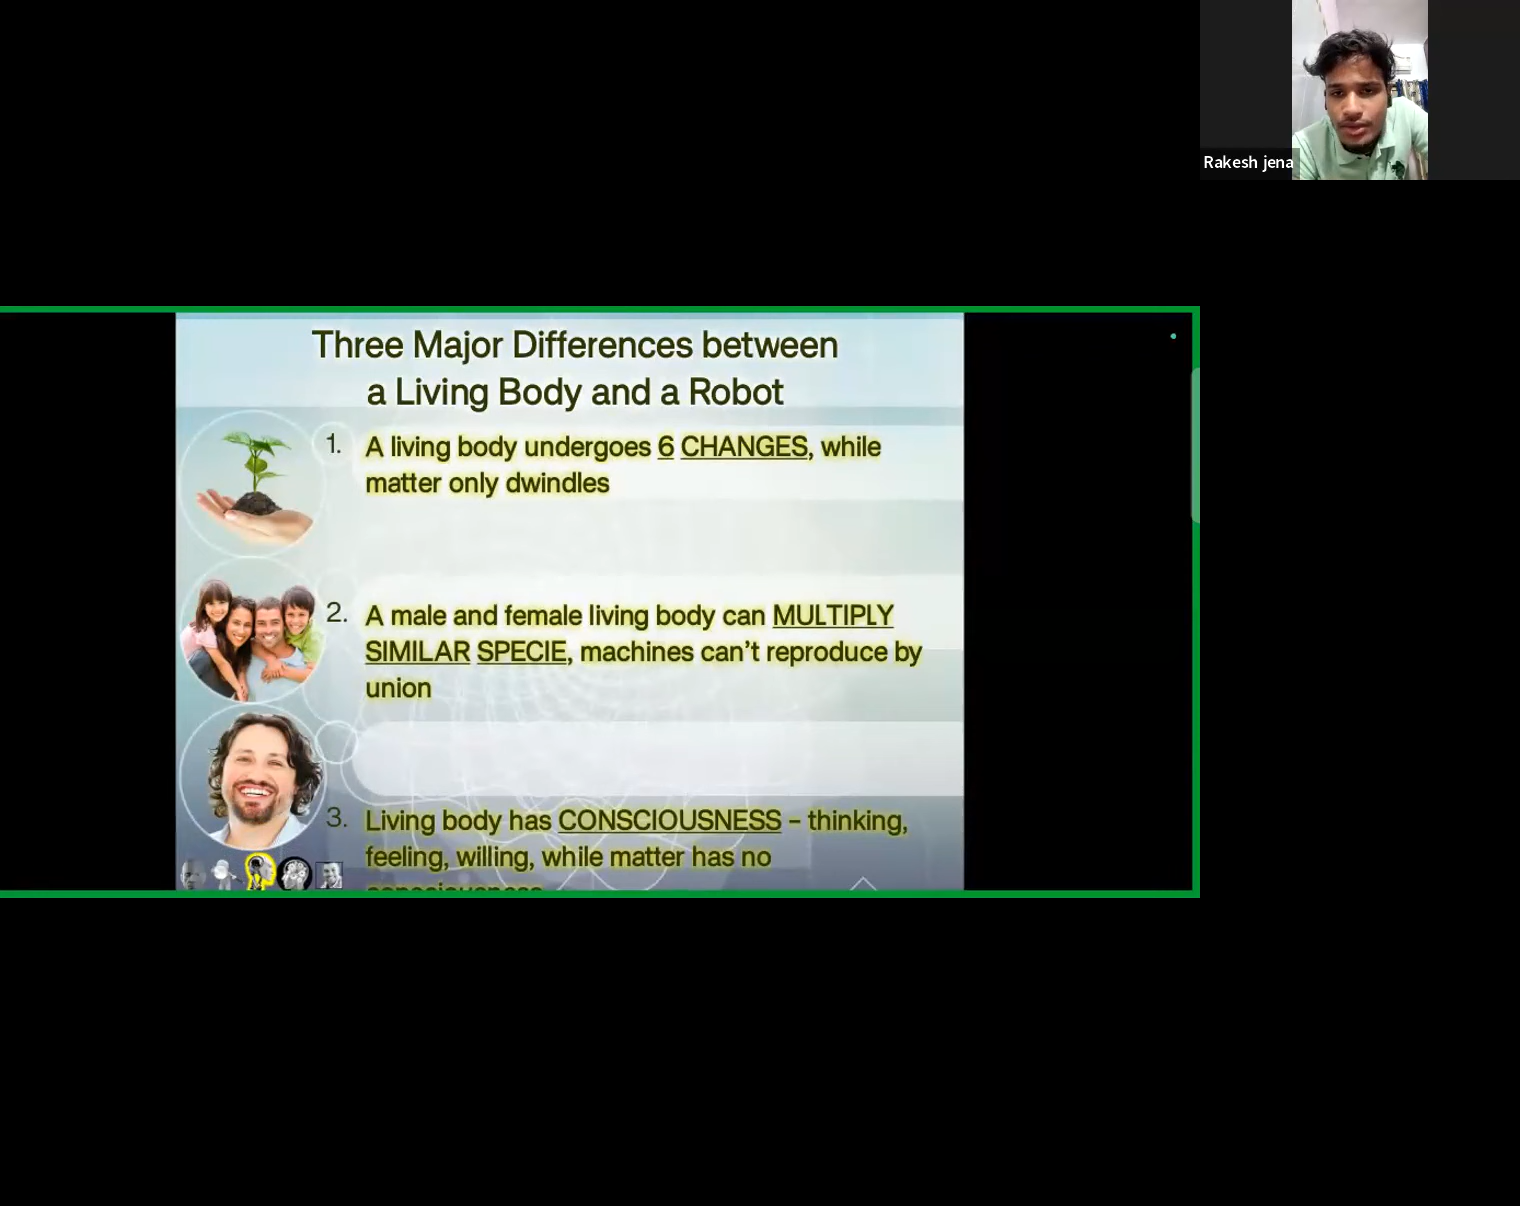 Rakesh jena
Three Major Differences between
a Living Body and a Robot
1. A living body undergoes 6 CHANGES, while
matter only dwindles
2. A male and female living body can MULTIPLY
SIMILAR SPECIE, machines can’t reproduce by
union
3. Living body has CONSCIOUSNESS – thinking,
feeling, willing, while matter has no